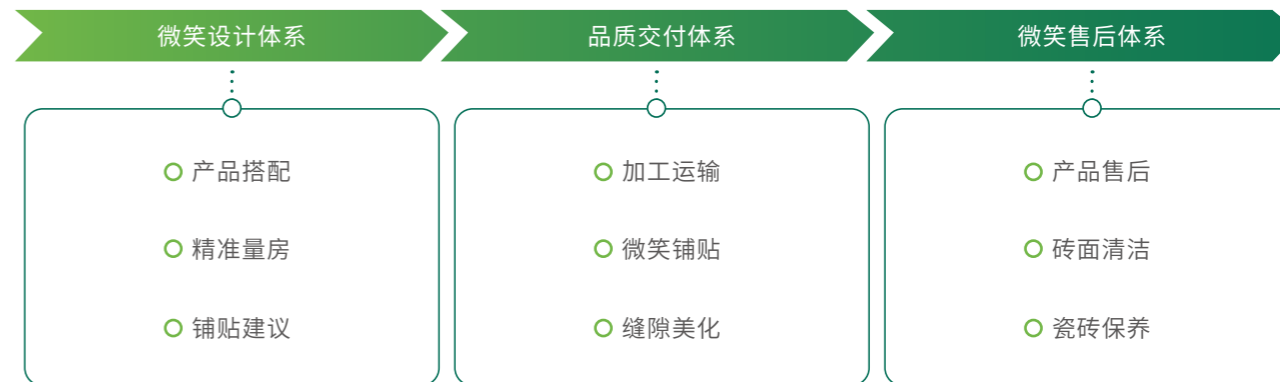 微笑设计体系
品质交付体系
微笑售后体系
产品搭配
精准量房
铺贴建议
加工运输
微笑铺贴
缝隙美化
产品售后
砖面清洁
瓷砖保养